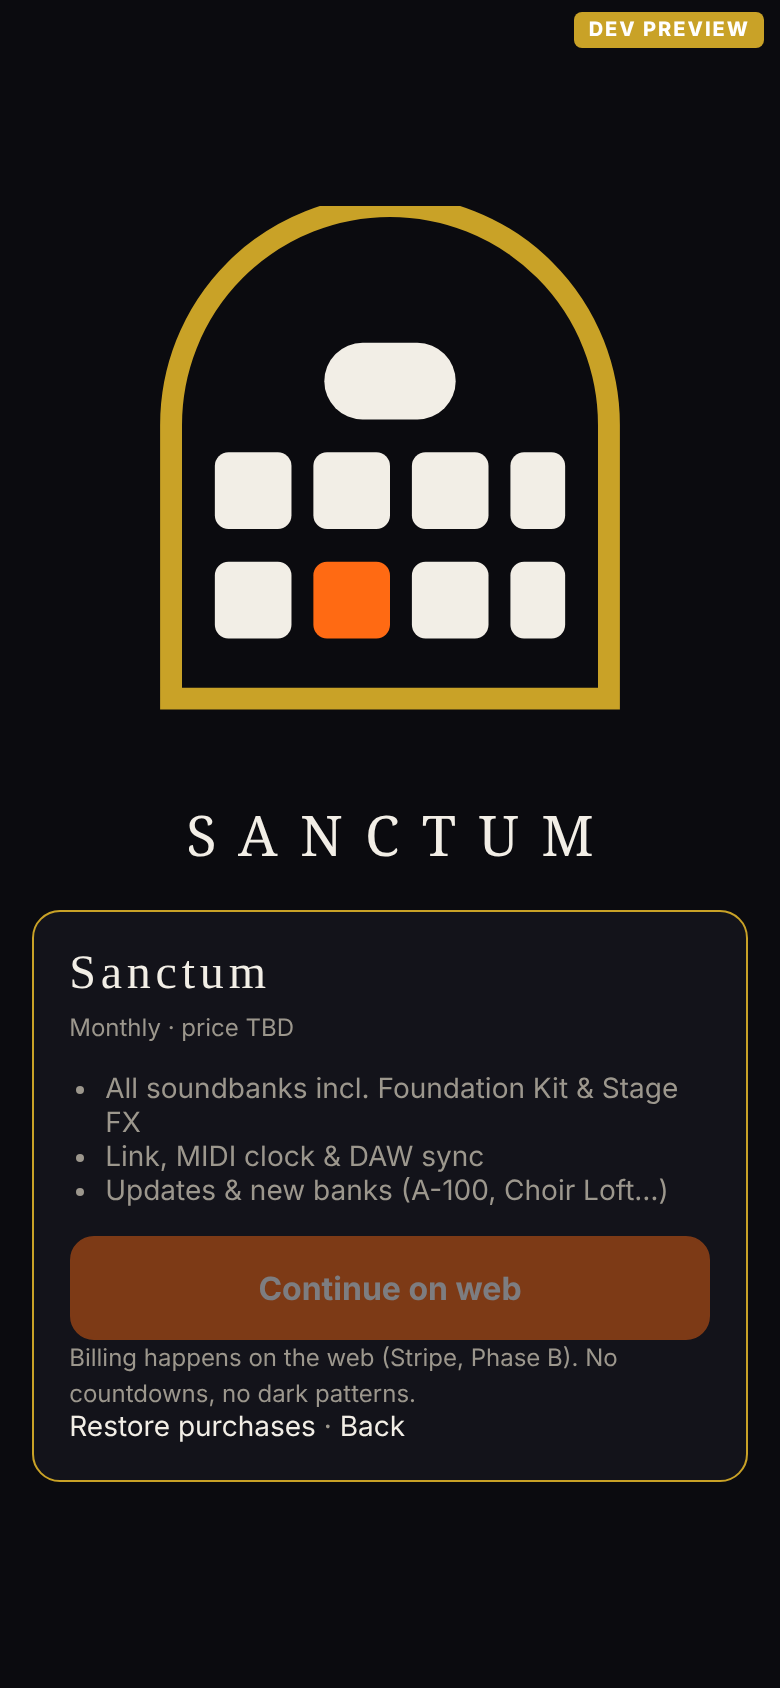 DEV PREVIEW
SANCTUM
Sanctum
Monthly · price TBD
• All soundbanks incl. Foundation Kit & Stage
FX
• Link, MIDI clock & DAW sync
• Updates & new banks (A-100, Choir Loft...)
Continue on web
Billing happens on the web (Stripe, Phase B). No
countdowns, no dark patterns.
Restore purchases · Back